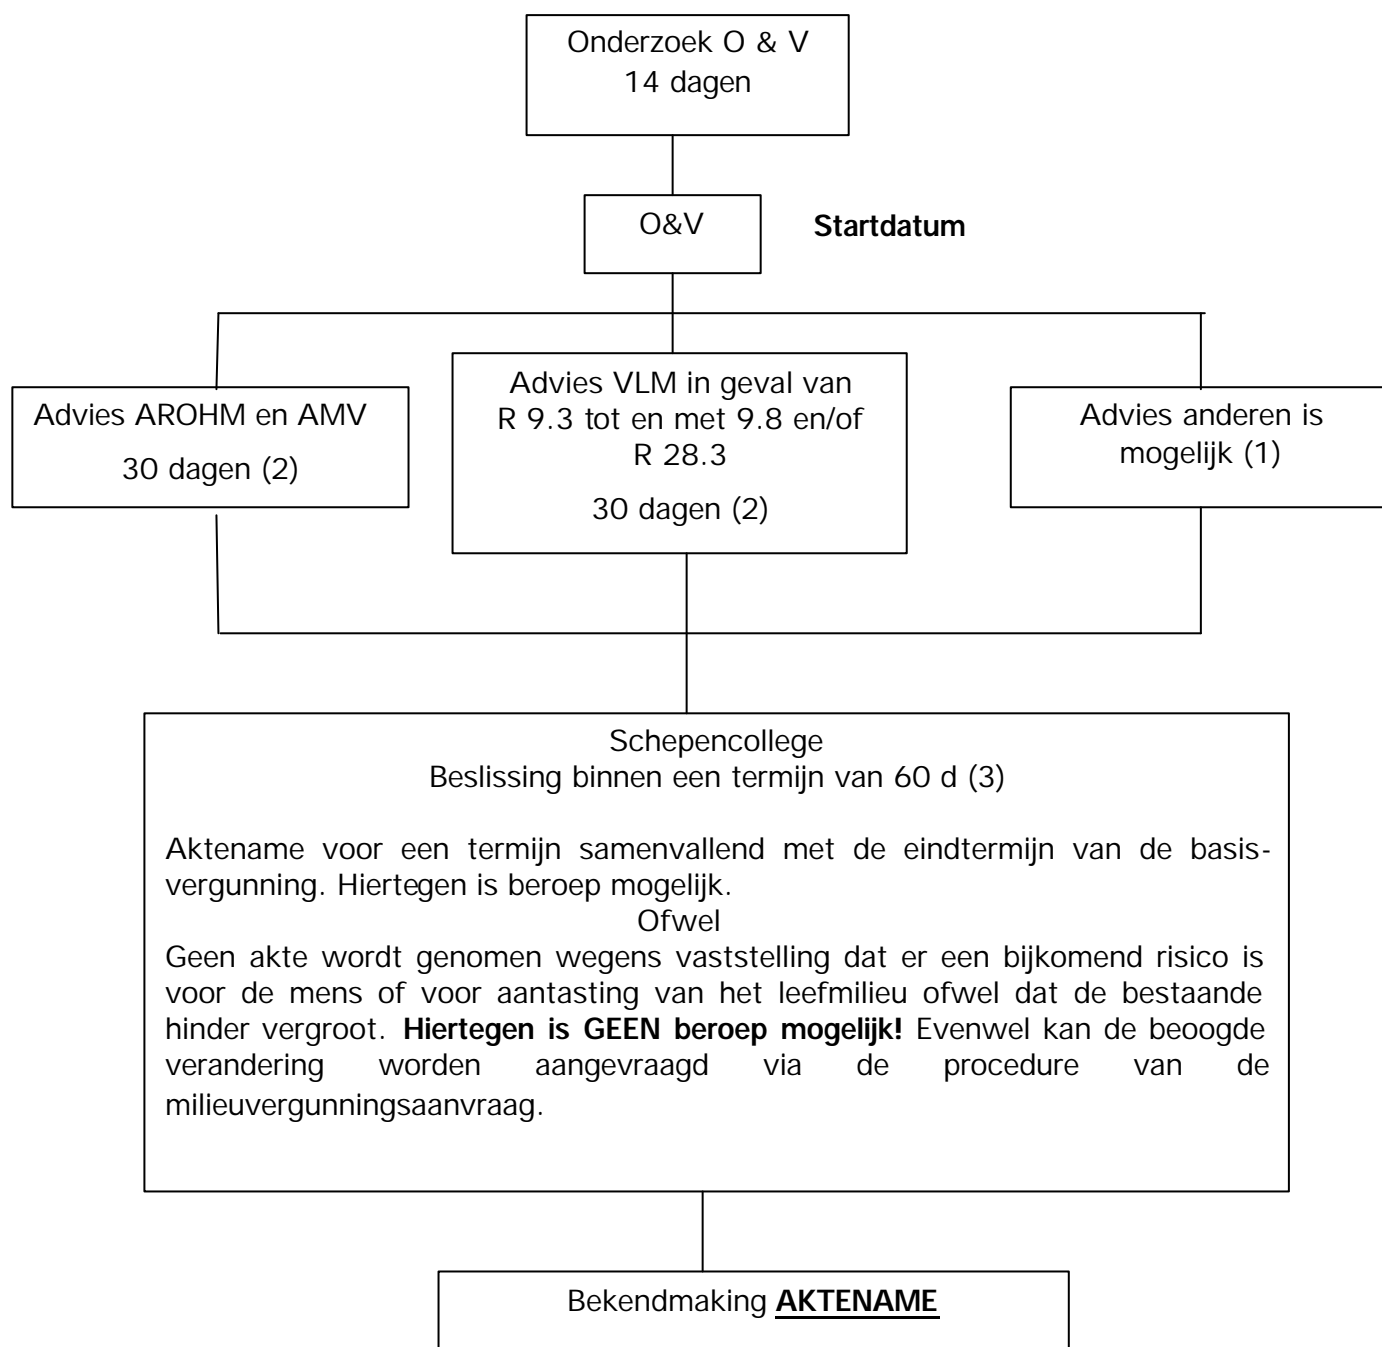 Onderzoek O & V
14 dagen
O&V
Startdatum
Advies AROHM en AMV
30 dagen (2)
Advies VLM in geval van
R 9.3 tot en met 9.8 en/of
R 28.3
30 dagen (2)
Advies anderen is
mogelijk (1)
Schepencollege
Beslissing binnen een termijn van 60 d (3)
Aktename voor een termijn samenvallend met de eindtermijn van de basis-
vergunning. Hiertegen is beroep mogelijk.
Ofwel
Geen akte wordt genomen wegens vaststelling dat er een bijkomend risico is
voor de mens of voor aantasting van het leefmilieu ofwel dat de bestaande
hinder vergroot. Hiertegen is GEEN beroep mogelijk! Evenwel kan de beoogde
verandering worden aangevraagd via de procedure van de
milieuvergunningsaanvraag.
Bekendmaking AKTENAME